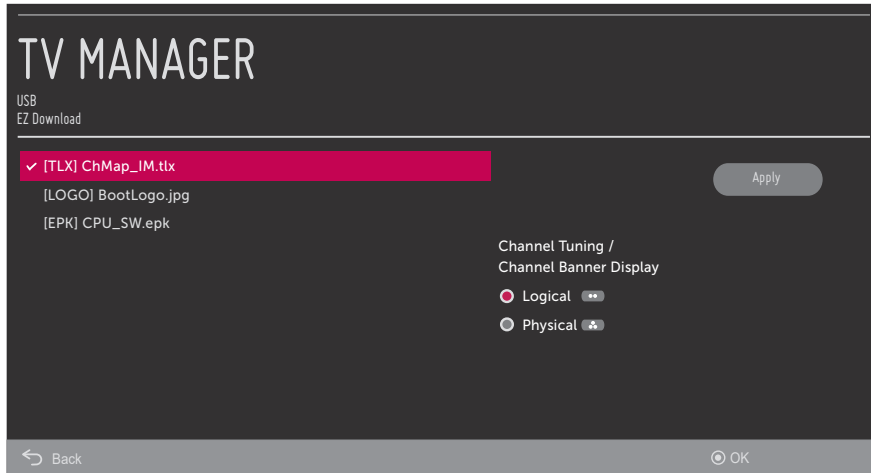 TV MANAGER
USB
EZ Download
[TLX] ChMap_IM.tlx
[LOGO] BootLogo.jpg
[EPK] CPU_SW.epk
Apply
Channel Tuning /
Channel Banner Display
Logical
Physical
Back
OK